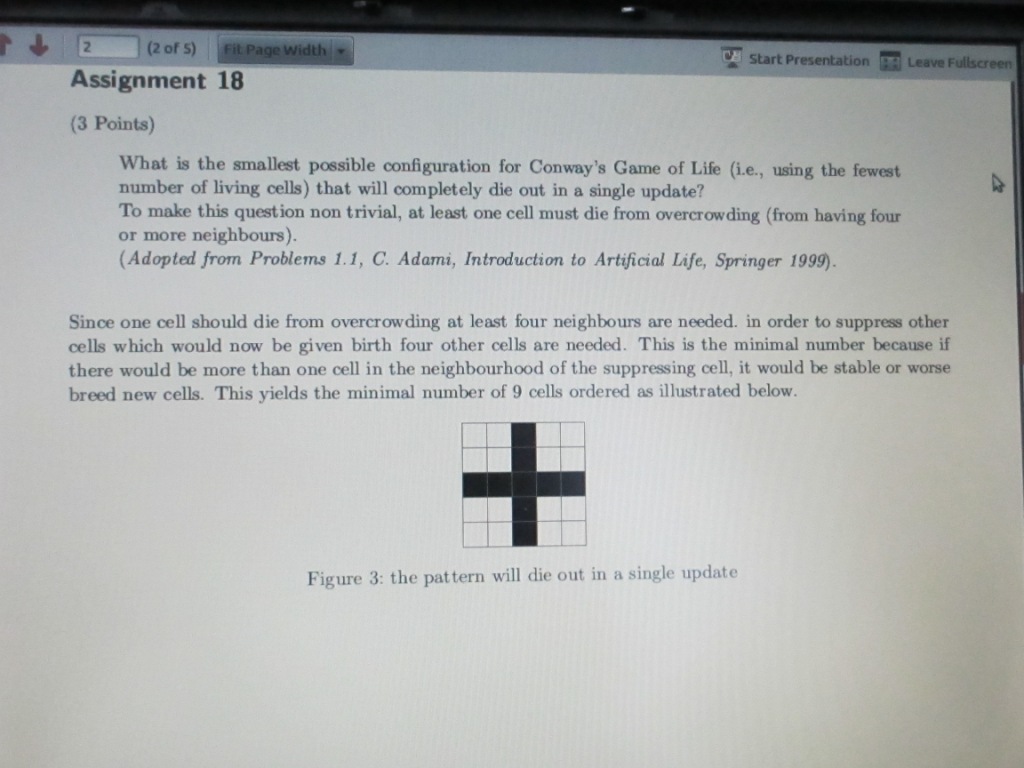 2 (2 of 5) Fit Page Width Start Presentation Leave Fullscreen
Assignment 18
(3 Points)
What is the smallest possible configuration for Conway's Game of Life (i.e., using the fewest
number of living cells) that will completely die out in a single update?
To make this question non trivial, at least one cell must die from overcrowding (from having four
or more neighbours).
(Adopted from Problems 1.1, C. Adami, Introduction to Artificial Life, Springer 1999).
Since one cell should die from overcrowding at least four neighbours are needed. in order to suppress other
cells which would now be given birth four other cells are needed. This is the minimal number because if
there would be more than one cell in the neighbourhood of the suppressing cell, it would be stable or worse
breed new cells. This yields the minimal number of 9 cells ordered as illustrated below.
Figure 3: the pattern will die out in a single update